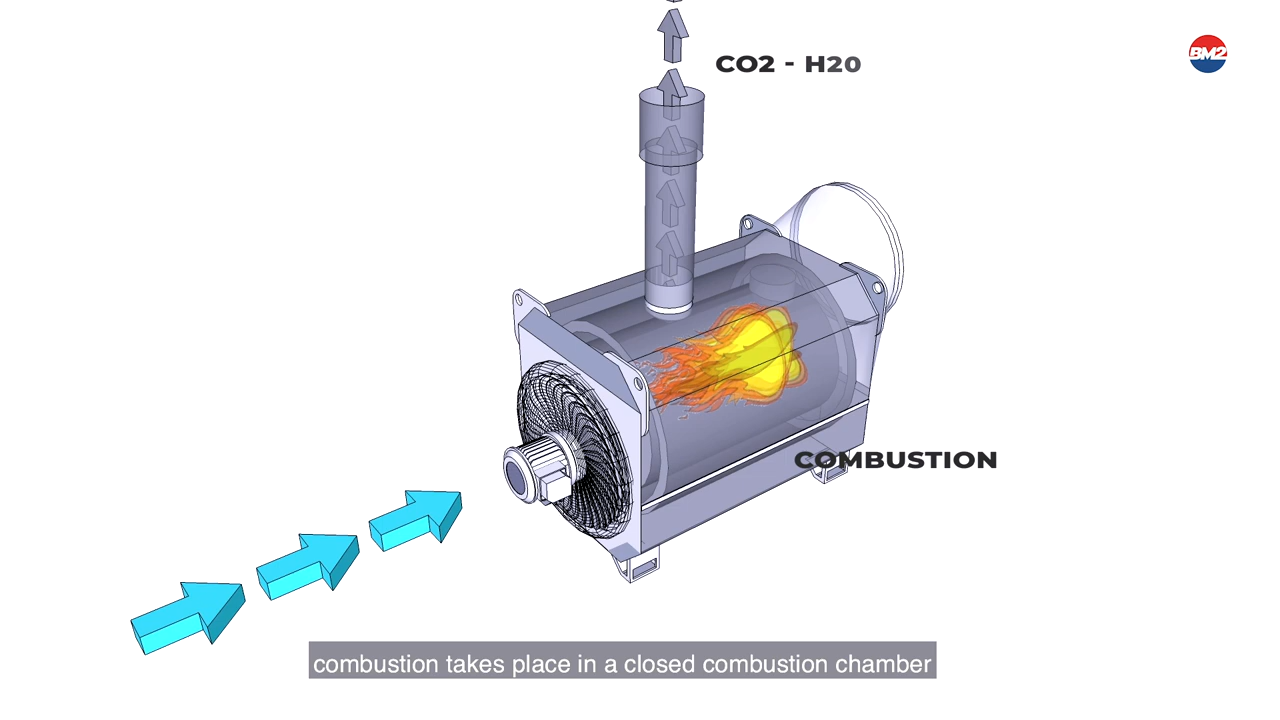 CO2 - H20
BM2
COMBUSTION
combustion takes place in a closed combustion chamber